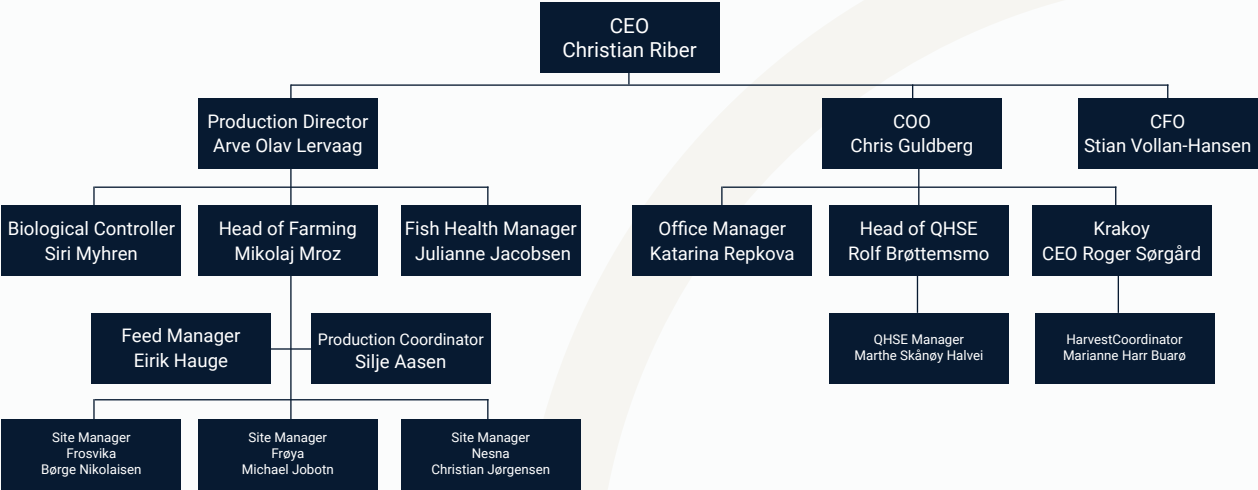 CEO
Christian Riber
Production Director
Arve Olav Lervaag
COO
Chris Guldberg
CFO
Stian Vollan-Hansen
Biological Controller
Siri Myhren
Head of Farming
Mikolaj Mroz
Fish Health Manager
Julianne Jacobsen
Office Manager
Katarina Repkova
Head of QHSE
Rolf Brøttemsmo
Krakoy
CEO Roger Sørgård
Feed Manager
Eirik Hauge
Production Coordinator
Silje Aasen
QHSE Manager
Marthe Skånøy Halvei
HarvestCoordinator
Marianne Harr Buarø
Site Manager
Frosvika
Børge Nikolaisen
Site Manager
Frøya
Michael Jobotn
Site Manager
Nesna
Christian Jørgensen